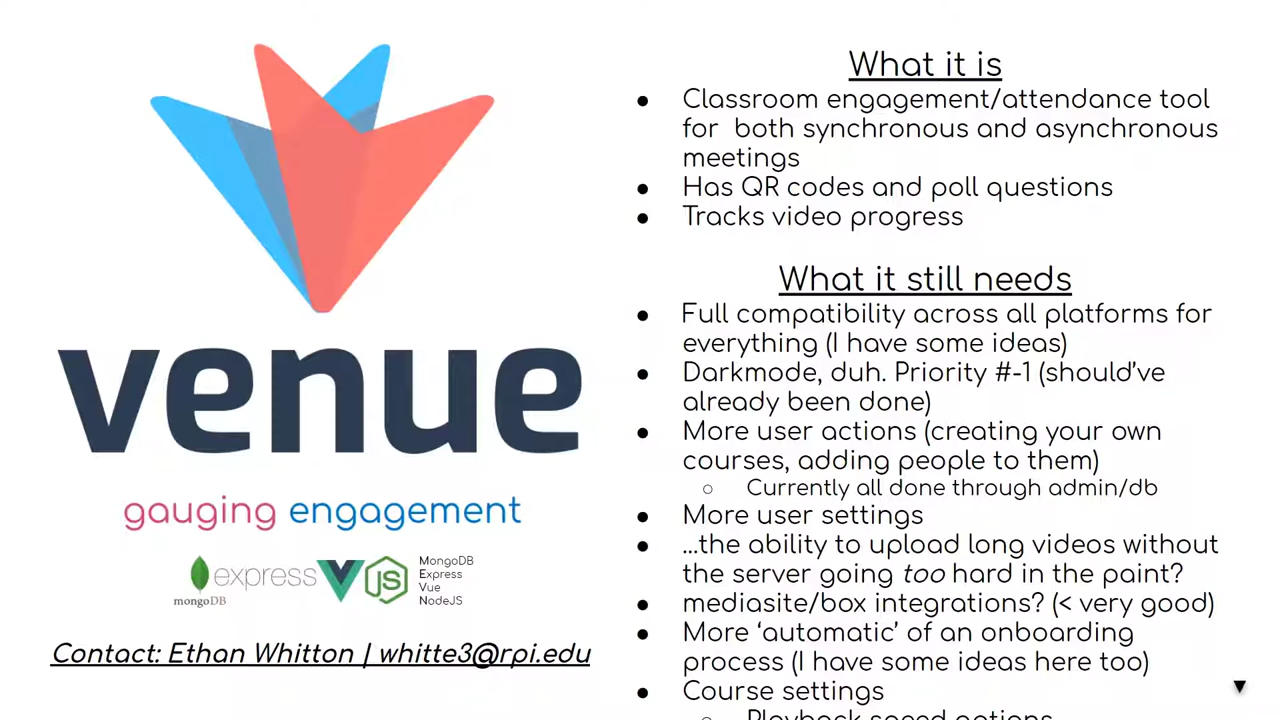 venue
gauging engagement
mongoDB
express
JS
MongoDB
Express
Vue
NodeJS
Contact: Ethan Whitton | whitte3@rpi.edu
What it is
● Classroom engagement/attendance tool
for both synchronous and asynchronous
meetings
● Has QR codes and poll questions
● Tracks video progress
What it still needs
● Full compatibility across all platforms for
everything (I have some ideas)
● Darkmode, duh. Priority #-1 (should've
already been done)
● More user actions (creating your own
courses, adding people to them)
○ Currently all done through admin/db
● More user settings
● ...the ability to upload long videos without
the server going too hard in the paint?
● mediasite/box integrations? (< very good)
● More 'automatic' of an onboarding
process (I have some ideas here too)
● Course settings
○ Playback speed options